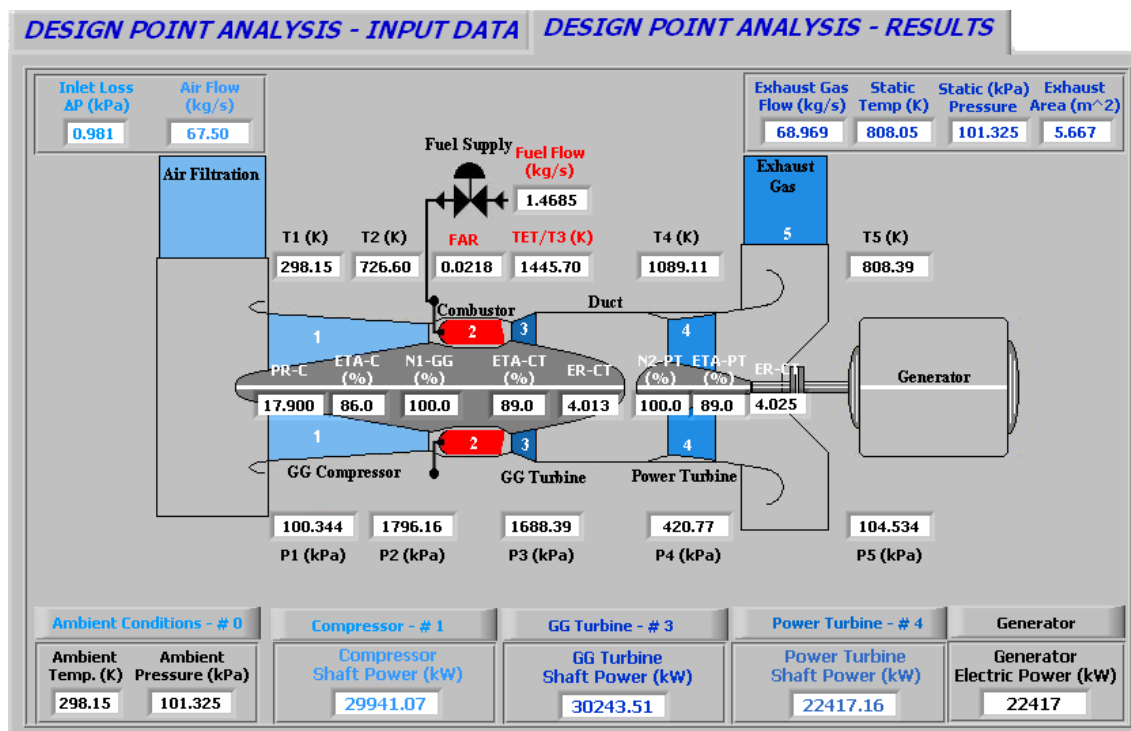 DESIGN POINT ANALYSIS - INPUT DATA
DESIGN POINT ANALYSIS - RESULTS
Inlet Loss
ΔP (kPa)
0.981
Air Flow
(kg/s)
67.50
Exhaust Gas
Flow (kg/s)
68.969
Static
Temp (K)
808.05
Static (kPa)
Pressure
101.325
Exhaust
Area (m^2)
5.667
Air Filtration
Fuel Supply
Fuel Flow
(kg/s)
1.4685
Exhaust
Gas
5
T1 (K)
298.15
T2 (K)
726.60
FAR
0.0218
TET/T3 (K)
1445.70
T4 (K)
1089.11
T5 (K)
808.39
Combustor
Duct
1
2
3
4
PR-C
17.900
ETA-C
(%)
86.0
N1-GG
(%)
100.0
ETA-CT
(%)
89.0
ER-CT
4.013
N2-PT
(%)
100.0
ETA-PT
(%)
89.0
ER-CT
4.025
Generator
1
2
3
4
GG Compressor
GG Turbine
Power Turbine
100.344
P1 (kPa)
1796.16
P2 (kPa)
1688.39
P3 (kPa)
420.77
P4 (kPa)
104.534
P5 (kPa)
Ambient Conditions - # 0
Ambient
Temp. (K)
298.15
Ambient
Pressure (kPa)
101.325
Compressor - # 1
Compressor
Shaft Power (kW)
29941.07
GG Turbine - # 3
GG Turbine
Shaft Power (kW)
30243.51
Power Turbine - # 4
Power Turbine
Shaft Power (kW)
22417.16
Generator
Generator
Electric Power (kW)
22417